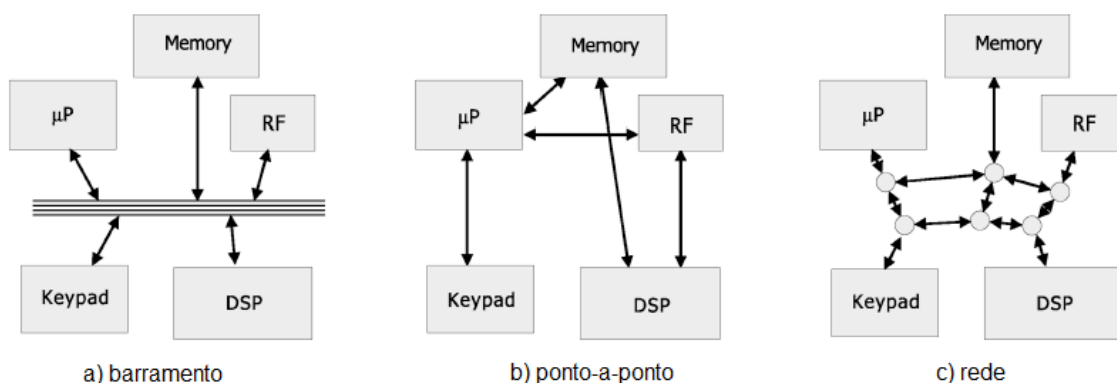 Memory
μP
RF
Keypad
DSP
a) barramento
Memory
μP
RF
Keypad
DSP
b) ponto-a-ponto
Memory
μP
RF
Keypad
DSP
c) rede